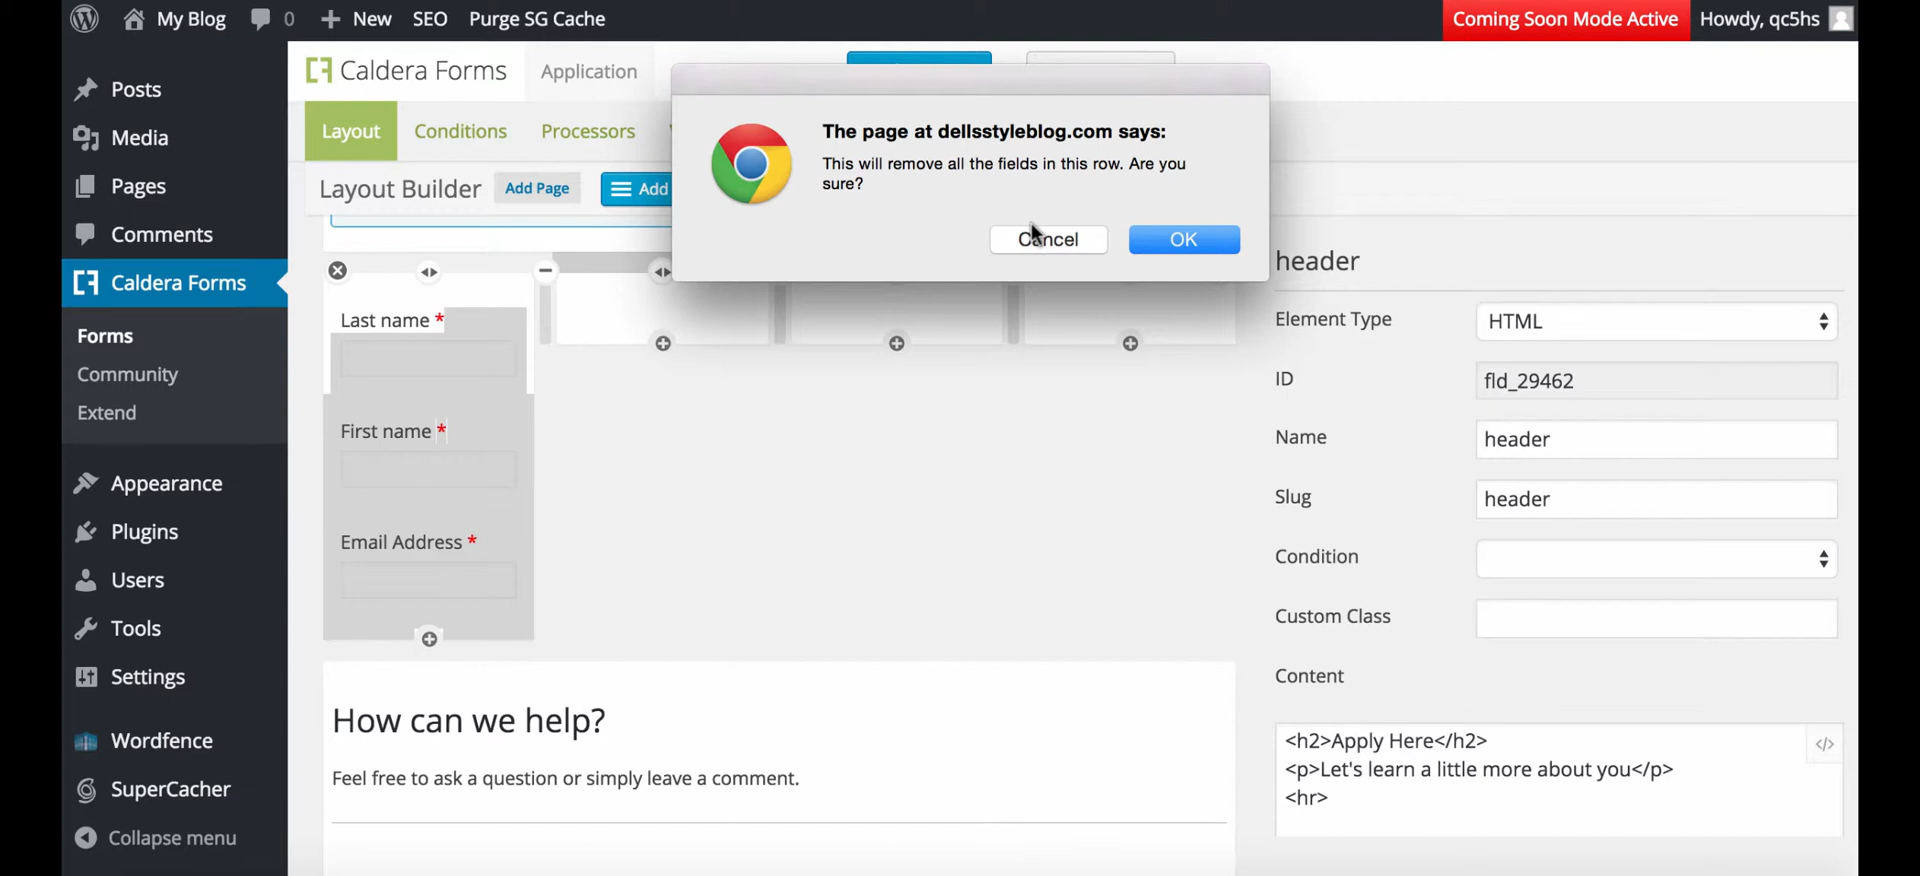 My Blog 0 New SEO Purge SG Cache Coming Soon Mode Active Howdy, qc5hs
Posts
Media
Pages
Comments
Caldera Forms
Forms
Community
Extend
Appearance
Plugins
Users
Tools
Settings
Wordfence
SuperCacher
Collapse menu
Caldera Forms Application
Layout Conditions Processors
Layout Builder Add Page Add
The page at dellsstyleblog.com says:
This will remove all the fields in this row. Are you
sure?
Cancel OK
Last name *
First name *
Email Address *
How can we help?
Feel free to ask a question or simply leave a comment.
header
Element Type HTML
ID fld_29462
Name header
Slug header
Condition
Custom Class
Content
<h2>Apply Here</h2>
<p>Let's learn a little more about you</p>
<hr>